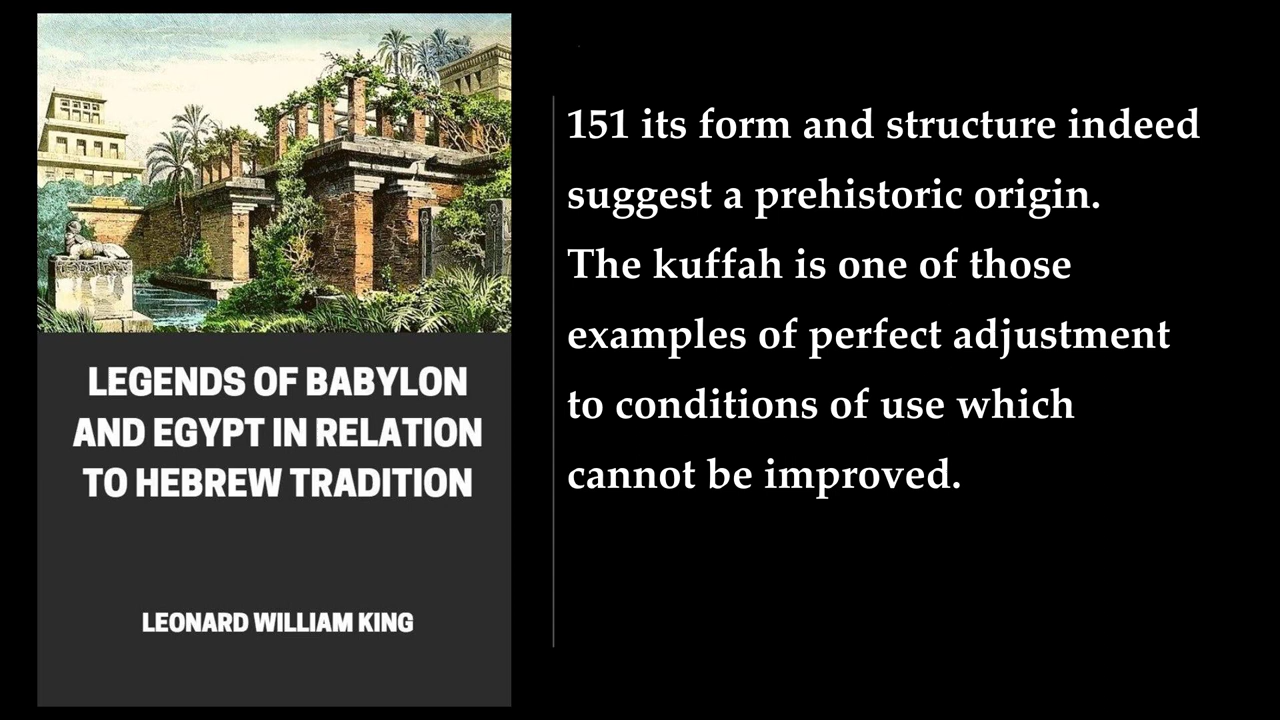 LEGENDS OF BABYLON
AND EGYPT IN RELATION
TO HEBREW TRADITION
LEONARD WILLIAM KING
151 its form and structure indeed
suggest a prehistoric origin.
The kuffah is one of those
examples of perfect adjustment
to conditions of use which
cannot be improved.